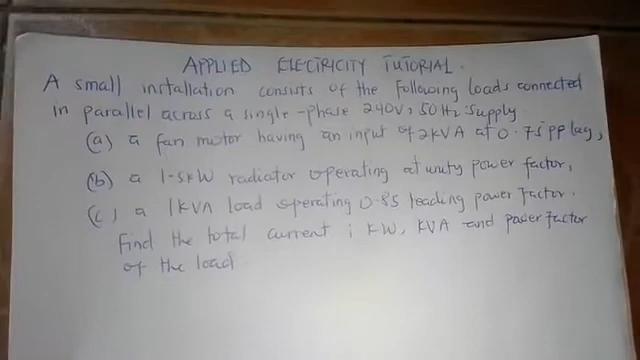 APPLIED ELECTRICITY TUTORIAL.
A small installation consists of the following loads connected
in parallel across a single-phase 240V, 50Hz supply
(a) a fan motor having an input of 2kVA at 0.75 pp lag,
(b) a 1.5kW radiator operating at unity power factor,
(c) a 1kVA load operating 0.85 leading power factor.
Find the total current ; kW, kVA and power factor
of the load